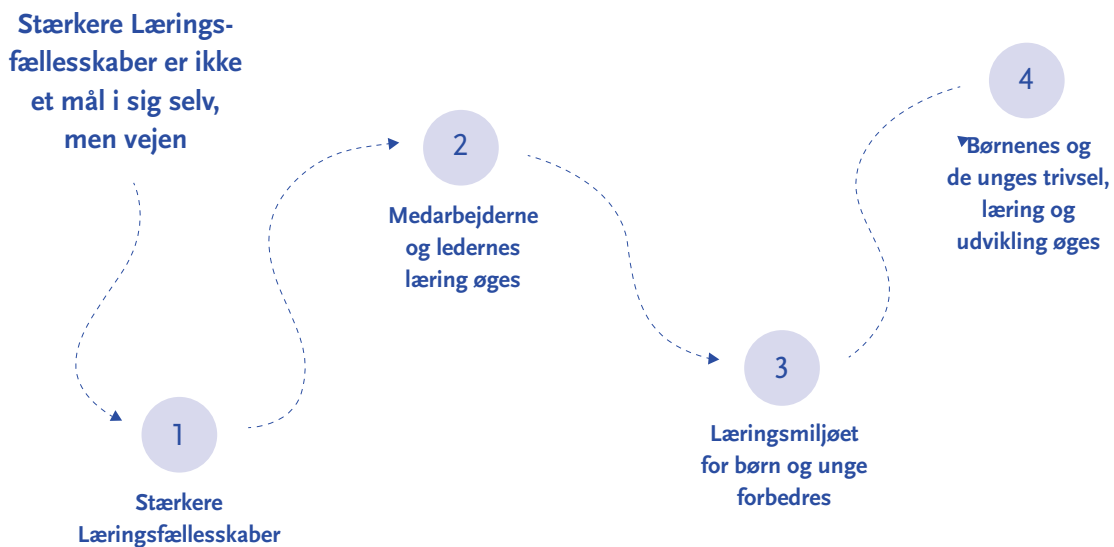 Stærkere Lærings-
fællesskaber er ikke
et mål i sig selv,
men vejen
1
Stærkere
Læringsfællesskaber
2
Medarbejderne
og ledernes
læring øges
3
Læringsmiljøet
for børn og unge
forbedres
4
Børnenes og
de unges trivsel,
læring og
udvikling øges